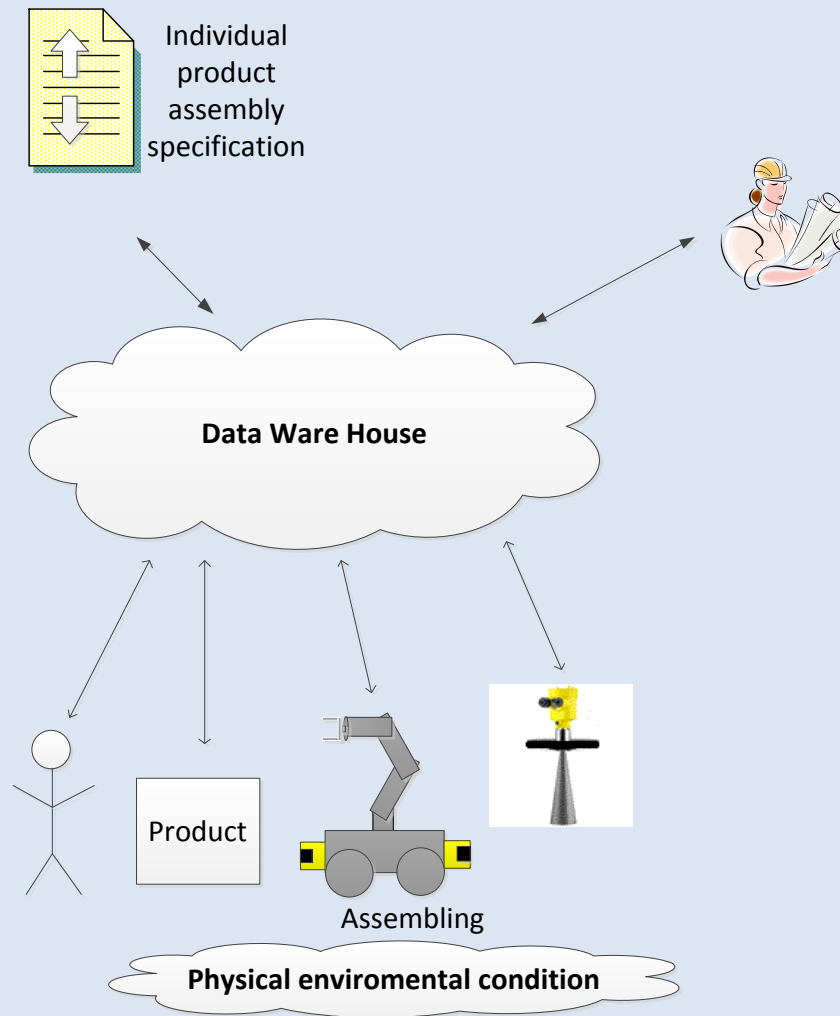 Individual
product
assembly
specification
Data Ware House
Product
Assembling
Physical enviromental condition